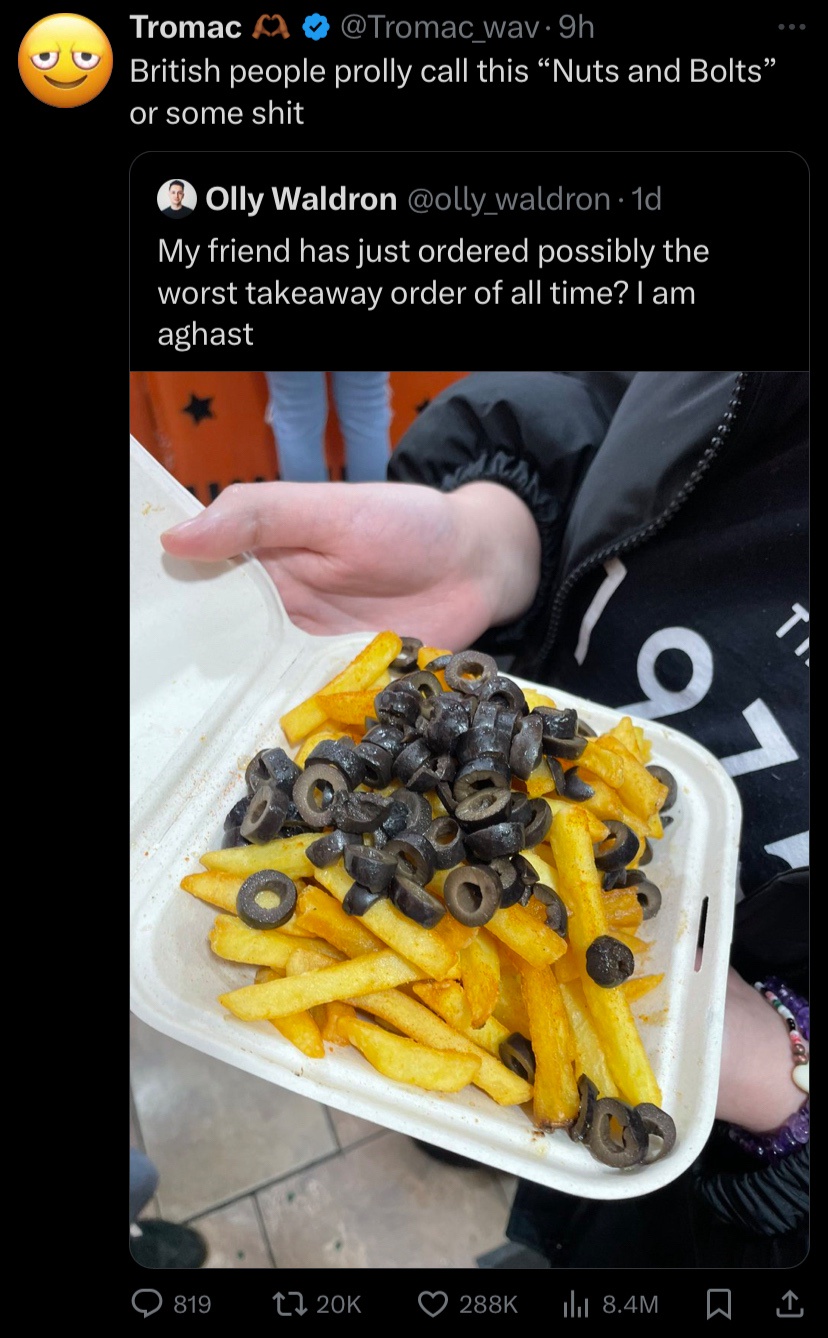 Tromac 🫶🏾 @Tromac_wav · 9h
British people prolly call this “Nuts and Bolts”
or some shit
Olly Waldron @olly_waldron · 1d
My friend has just ordered possibly the
worst takeaway order of all time? I am
aghast
TH
197
819 20K 288K 8.4M